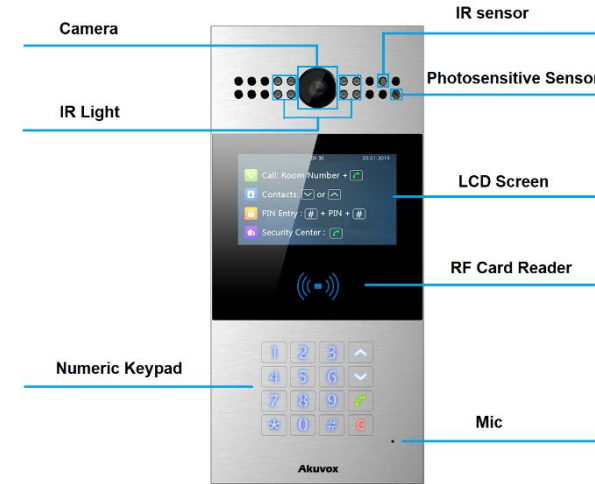 IR sensor
Camera
Photosensitive Sensor
IR Light
20-01-2019
Call: Room Number +
Contacts: or
PIN Entry : # + PIN + #
Security Center :
LCD Screen
RF Card Reader
1 2 3
4 5 6
7 8 9
* 0 # C
Numeric Keypad
Mic
Akuvox